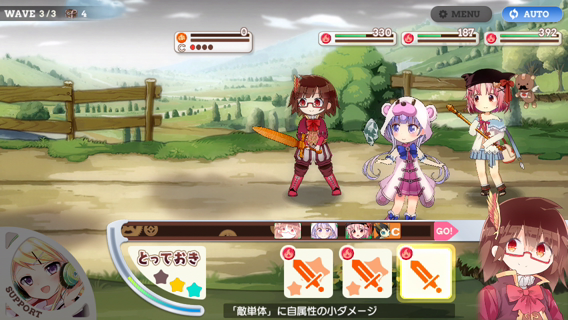 WAVE 3/3 4
MENU
AUTO
0
C
330
187
392
C
GO!
とっておき
SUPPORT
「敵単体」に自属性の小ダメージ